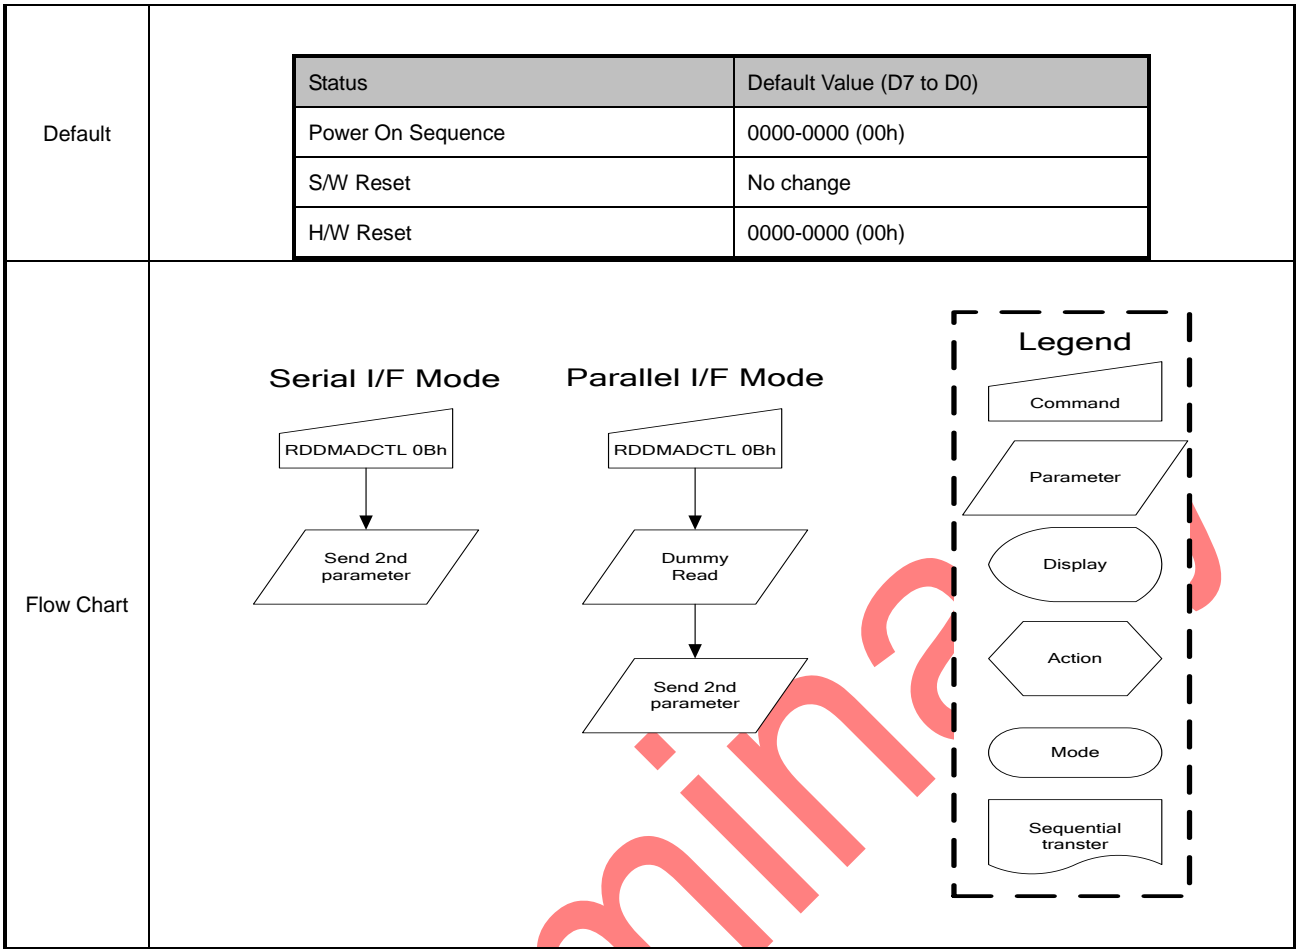 Default
Status Default Value (D7 to D0)
Power On Sequence 0000-0000 (00h)
S/W Reset No change
H/W Reset 0000-0000 (00h)
Flow Chart
Serial I/F Mode
RDDMADCTL 0Bh
Send 2nd
parameter
Parallel I/F Mode
RDDMADCTL 0Bh
Dummy
Read
Send 2nd
parameter
Legend
Command
Parameter
Display
Action
Mode
Sequential
transter
mina